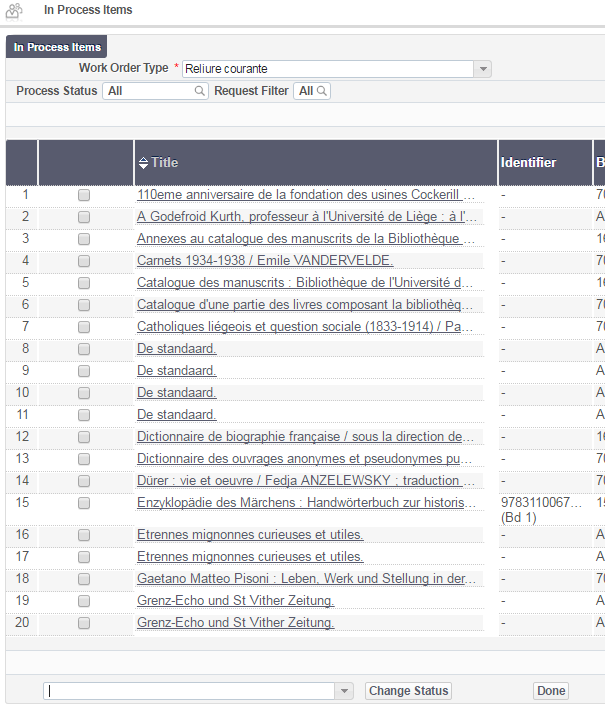 In Process Items
In Process Items
Work Order Type * Reliure courante
Process Status All Request Filter All
Title Identifier B
1 110eme anniversaire de la fondation des usines Cockerill ... - 70
2 A Godefroid Kurth, professeur à l'Université de Liège : à l'... - A
3 Annexes au catalogue des manuscrits de la Bibliothèque ... - 16
4 Carnets 1934-1938 / Emile VANDERVELDE. - 70
5 Catalogue des manuscrits : Bibliothèque de l'Université d... - 16
6 Catalogue d'une partie des livres composant la bibliothèq... - 70
7 Catholiques liégeois et question sociale (1833-1914) / Pa... - 70
8 De standaard. - A
9 De standaard. - A
10 De standaard. - A
11 De standaard. - A
12 Dictionnaire de biographie française / sous la direction de... - 16
13 Dictionnaire des ouvrages anonymes et pseudonymes pu... - 70
14 Dürer : vie et oeuvre / Fedja ANZELEWSKY ; traduction ... - 70
15 Enzyklopädie des Märchens : Handwörterbuch zur historis... 9783110067... 15
(Bd 1)
16 Etrennes mignonnes curieuses et utiles. - A
17 Etrennes mignonnes curieuses et utiles. - A
18 Gaetano Matteo Pisoni : Leben, Werk und Stellung in der... - 70
19 Grenz-Echo und St Vither Zeitung. - A
20 Grenz-Echo und St Vither Zeitung. - A
Change Status Done